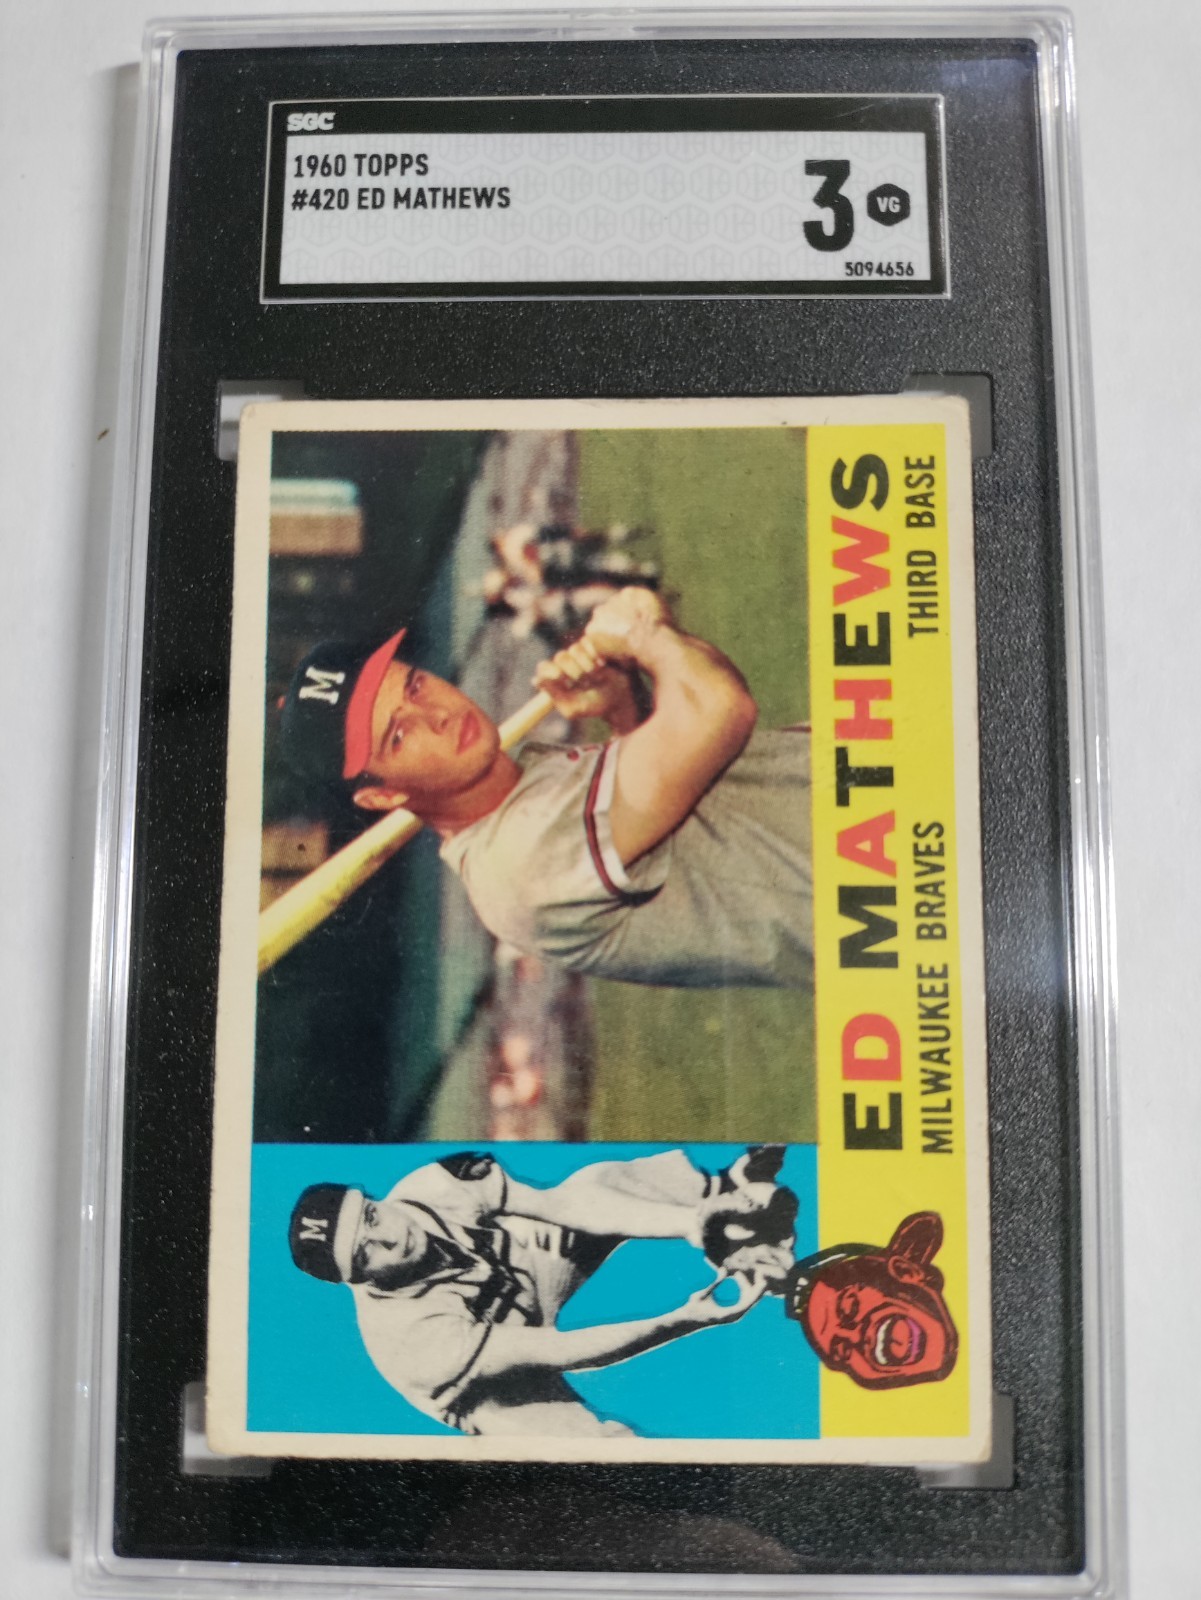 SGC
1960 TOPPS
#420 ED MATHEWS
3 VG
5094656
M
M
ED MATHEWS
MILWAUKEE BRAVES THIRD BASE